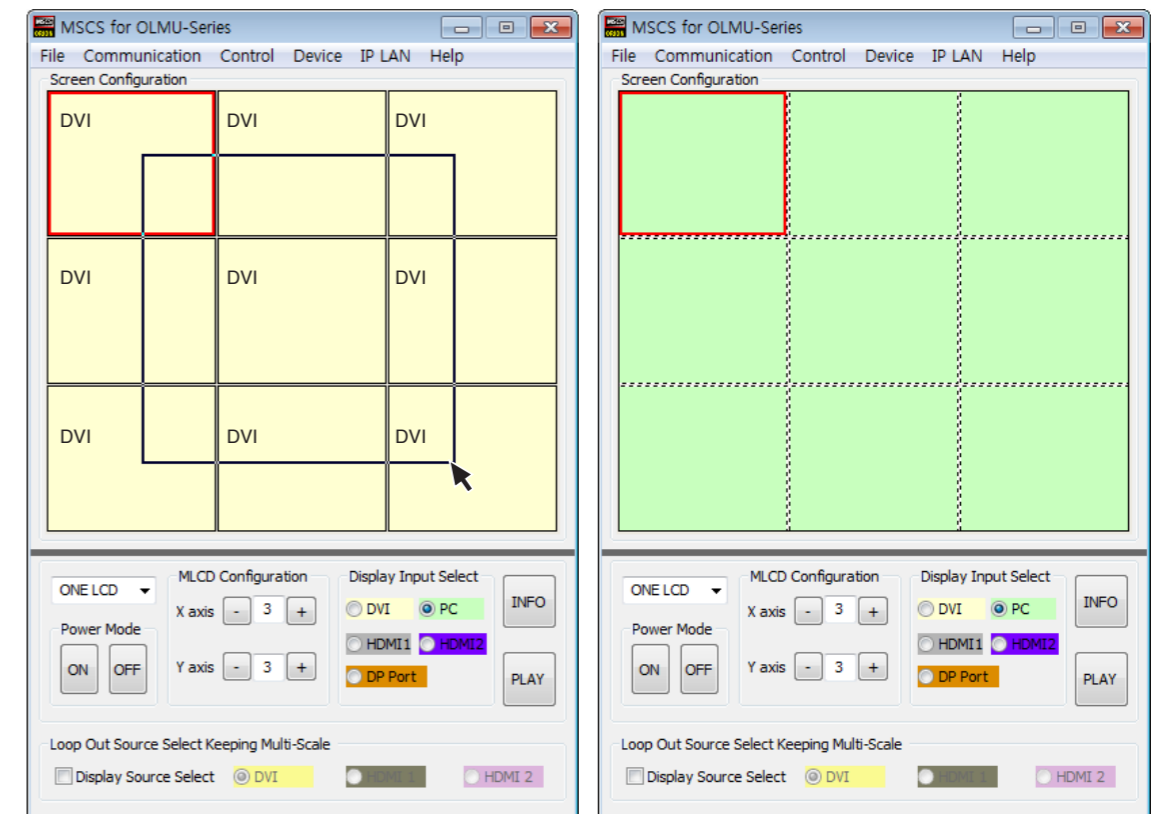 MSCS for OLMU-Series
File Communication Control Device IP LAN Help
Screen Configuration
DVI DVI DVI
DVI DVI DVI
DVI DVI DVI
ONE LCD
MLCD Configuration
X axis - 3 +
Y axis - 3 +
Power Mode
ON OFF
Display Input Select
DVI PC
HDMI1 HDMI2
DP Port
INFO
PLAY
Loop Out Source Select Keeping Multi-Scale
Display Source Select DVI HDMI 1 HDMI 2
MSCS for OLMU-Series
File Communication Control Device IP LAN Help
Screen Configuration
ONE LCD
MLCD Configuration
X axis - 3 +
Y axis - 3 +
Power Mode
ON OFF
Display Input Select
DVI PC
HDMI1 HDMI2
DP Port
INFO
PLAY
Loop Out Source Select Keeping Multi-Scale
Display Source Select DVI HDMI 1 HDMI 2